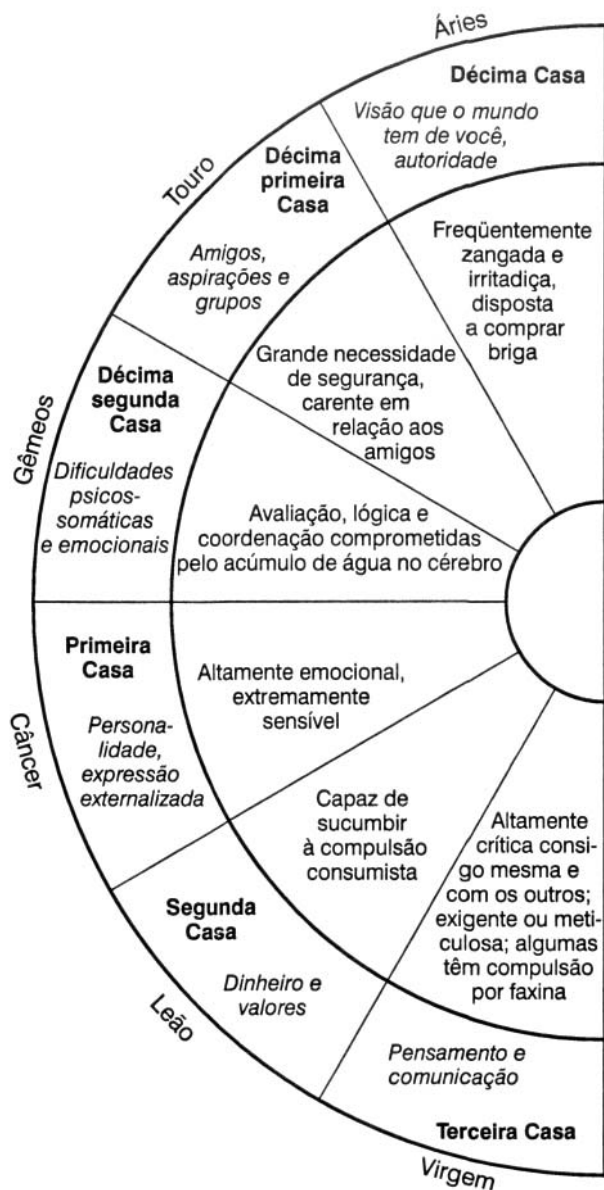 Áries
Décima Casa
Visão que o mundo
tem de você,
autoridade
Freqüentemente
zangada e
irritadiça,
disposta
a comprar
briga
Touro
Décima
primeira
Casa
Amigos,
aspirações e
grupos
Grande necessidade
de segurança,
carente em
relação aos
amigos
Gêmeos
Décima
segunda
Casa
Dificuldades
psicos-
somáticas
e emocionais
Avaliação, lógica e
coordenação comprometidas
pelo acúmulo de água no cérebro
Câncer
Primeira
Casa
Persona-
lidade,
expressão
externalizada
Altamente emocional,
extremamente
sensível
Leão
Segunda
Casa
Dinheiro e
valores
Capaz de
sucumbir
à compulsão
consumista
Altamente
crítica consi-
go mesma e
com os outros;
exigente ou meti-
culosa; algumas
têm compulsão
por faxina
Pensamento e
comunicação
Terceira Casa
Virgem